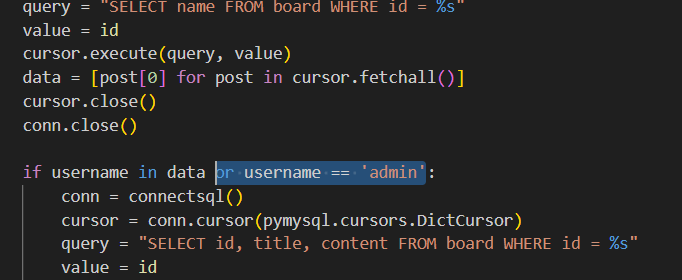 query = "SELECT name FROM board WHERE id = %s"
value = id
cursor.execute(query, value)
data = [post[0] for post in cursor.fetchall()]
cursor.close()
conn.close()
if username in data or username == 'admin':
conn = connectsql()
cursor = conn.cursor(pymysql.cursors.DictCursor)
query = "SELECT id, title, content FROM board WHERE id = %s"
value = id